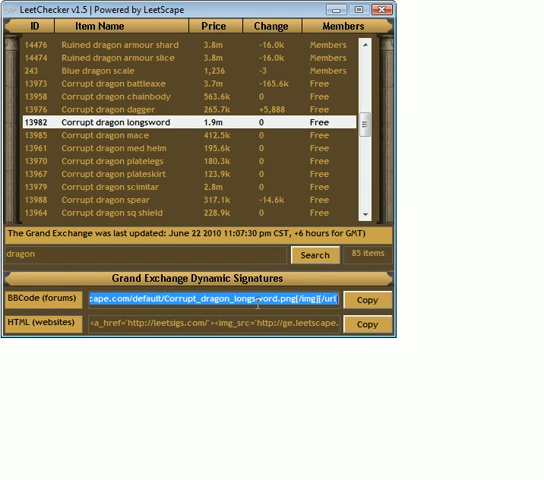 LeetChecker v1.5 | Powered by LeetScape
ID Item Name Price Change Members
14476 Ruined dragon armour shard 3.8m -16.0k Members
14474 Ruined dragon armour slice 3.8m -16.0k Members
243 Blue dragon scale 1,236 -3 Members
13973 Corrupt dragon battleaxe 3.7m -165.6k Free
13958 Corrupt dragon chainbody 563.6k 0 Free
13976 Corrupt dragon dagger 265.7k +5,888 Free
13982 Corrupt dragon longsword 1.9m 0 Free
13985 Corrupt dragon mace 412.5k 0 Free
13961 Corrupt dragon med helm 195.6k 0 Free
13970 Corrupt dragon platelegs 180.3k 0 Free
13967 Corrupt dragon plateskirt 123.9k 0 Free
13979 Corrupt dragon scimitar 2.8m 0 Free
13988 Corrupt dragon spear 317.1k -14.6k Free
13964 Corrupt dragon sq shield 228.9k 0 Free
The Grand Exchange was last updated: June 22 2010 11:07:30 pm CST, +6 hours for GMT)
dragon Search 85 items
Grand Exchange Dynamic Signatures
BBCode (forums) cape.com/default/Corrupt_dragon_longsword.png[/img][/url] Copy
HTML (websites) <a_href='http://leetsigs.com/'><img_src='http://ge.leetscape. Copy